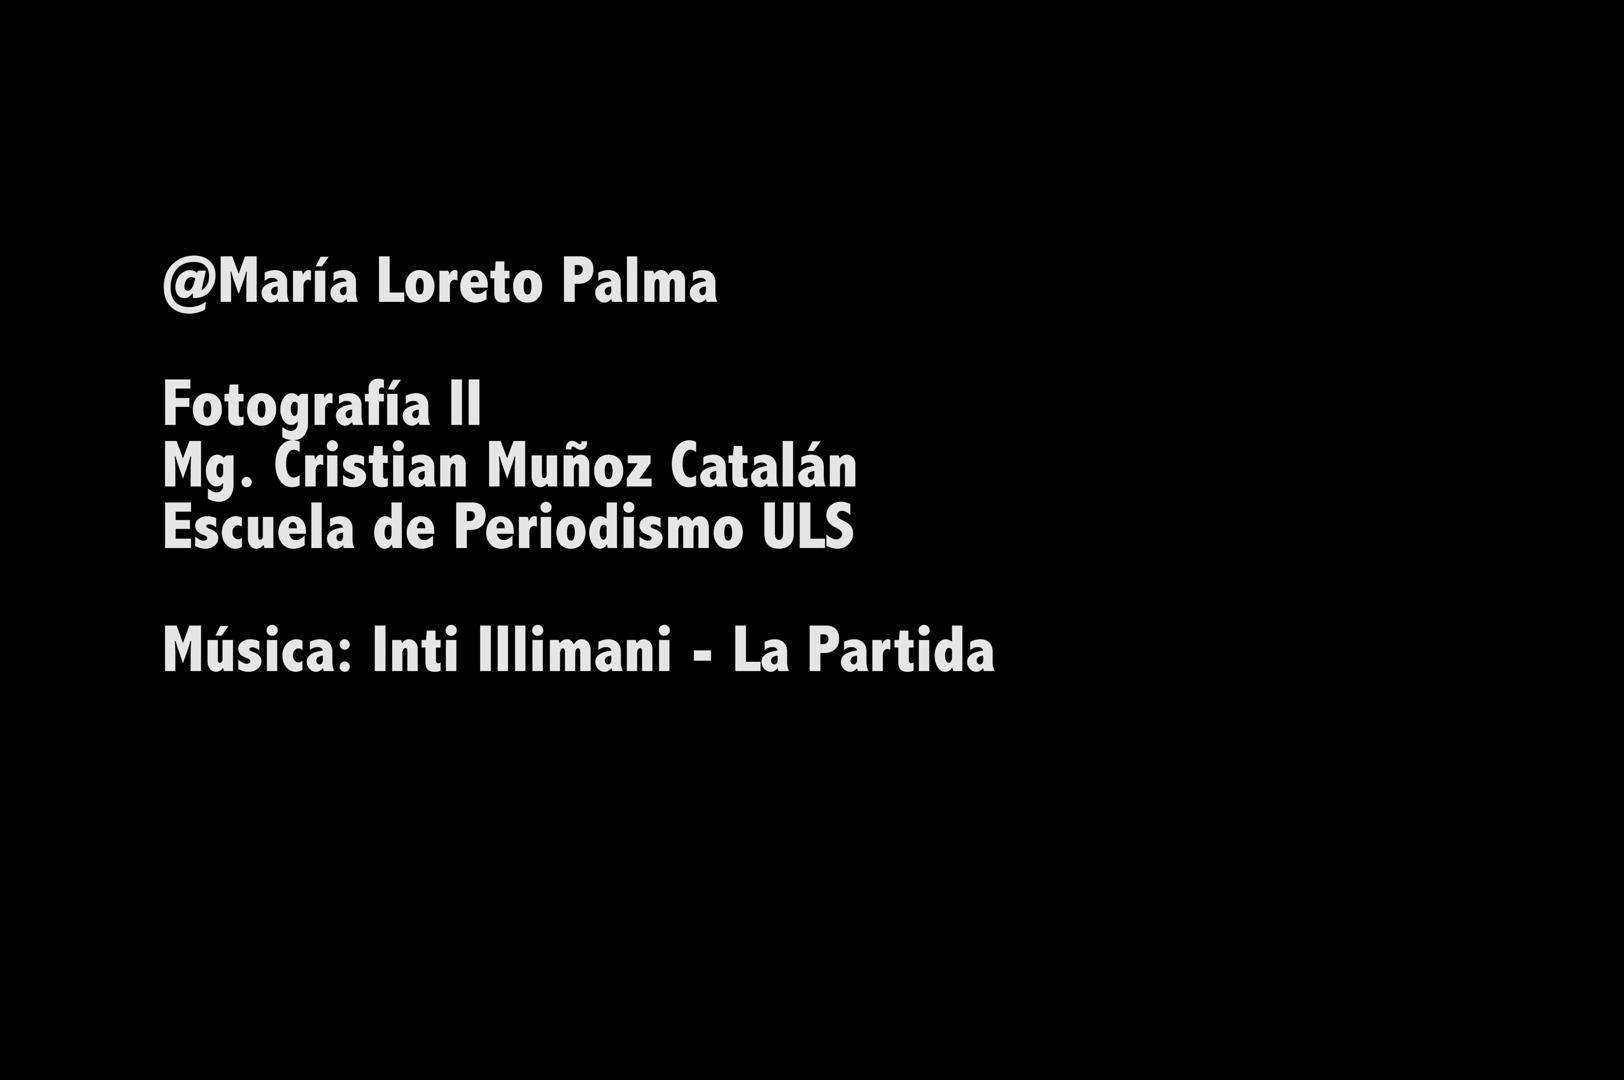 @María Loreto Palma
Fotografía II
Mg. Cristian Muñoz Catalán
Escuela de Periodismo ULS
Música: Inti Illimani - La Partida